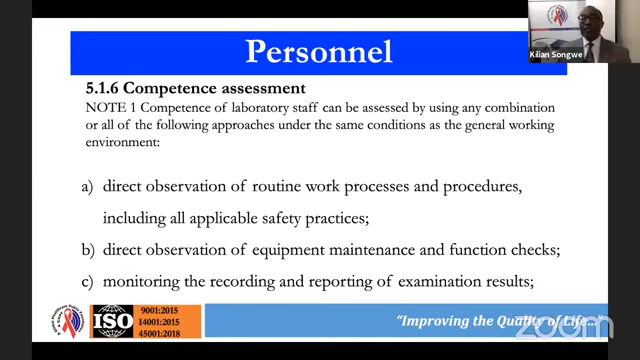 Personnel
Kilian Songwe
5.1.6 Competence assessment
NOTE 1 Competence of laboratory staff can be assessed by using any combination
or all of the following approaches under the same conditions as the general working
environment:
a) direct observation of routine work processes and procedures,
including all applicable safety practices;
b) direct observation of equipment maintenance and function checks;
c) monitoring the recording and reporting of examination results;
ISO
9001:2015
14001:2015
45001:2018
“Improving the Quality of Life...”
zoom